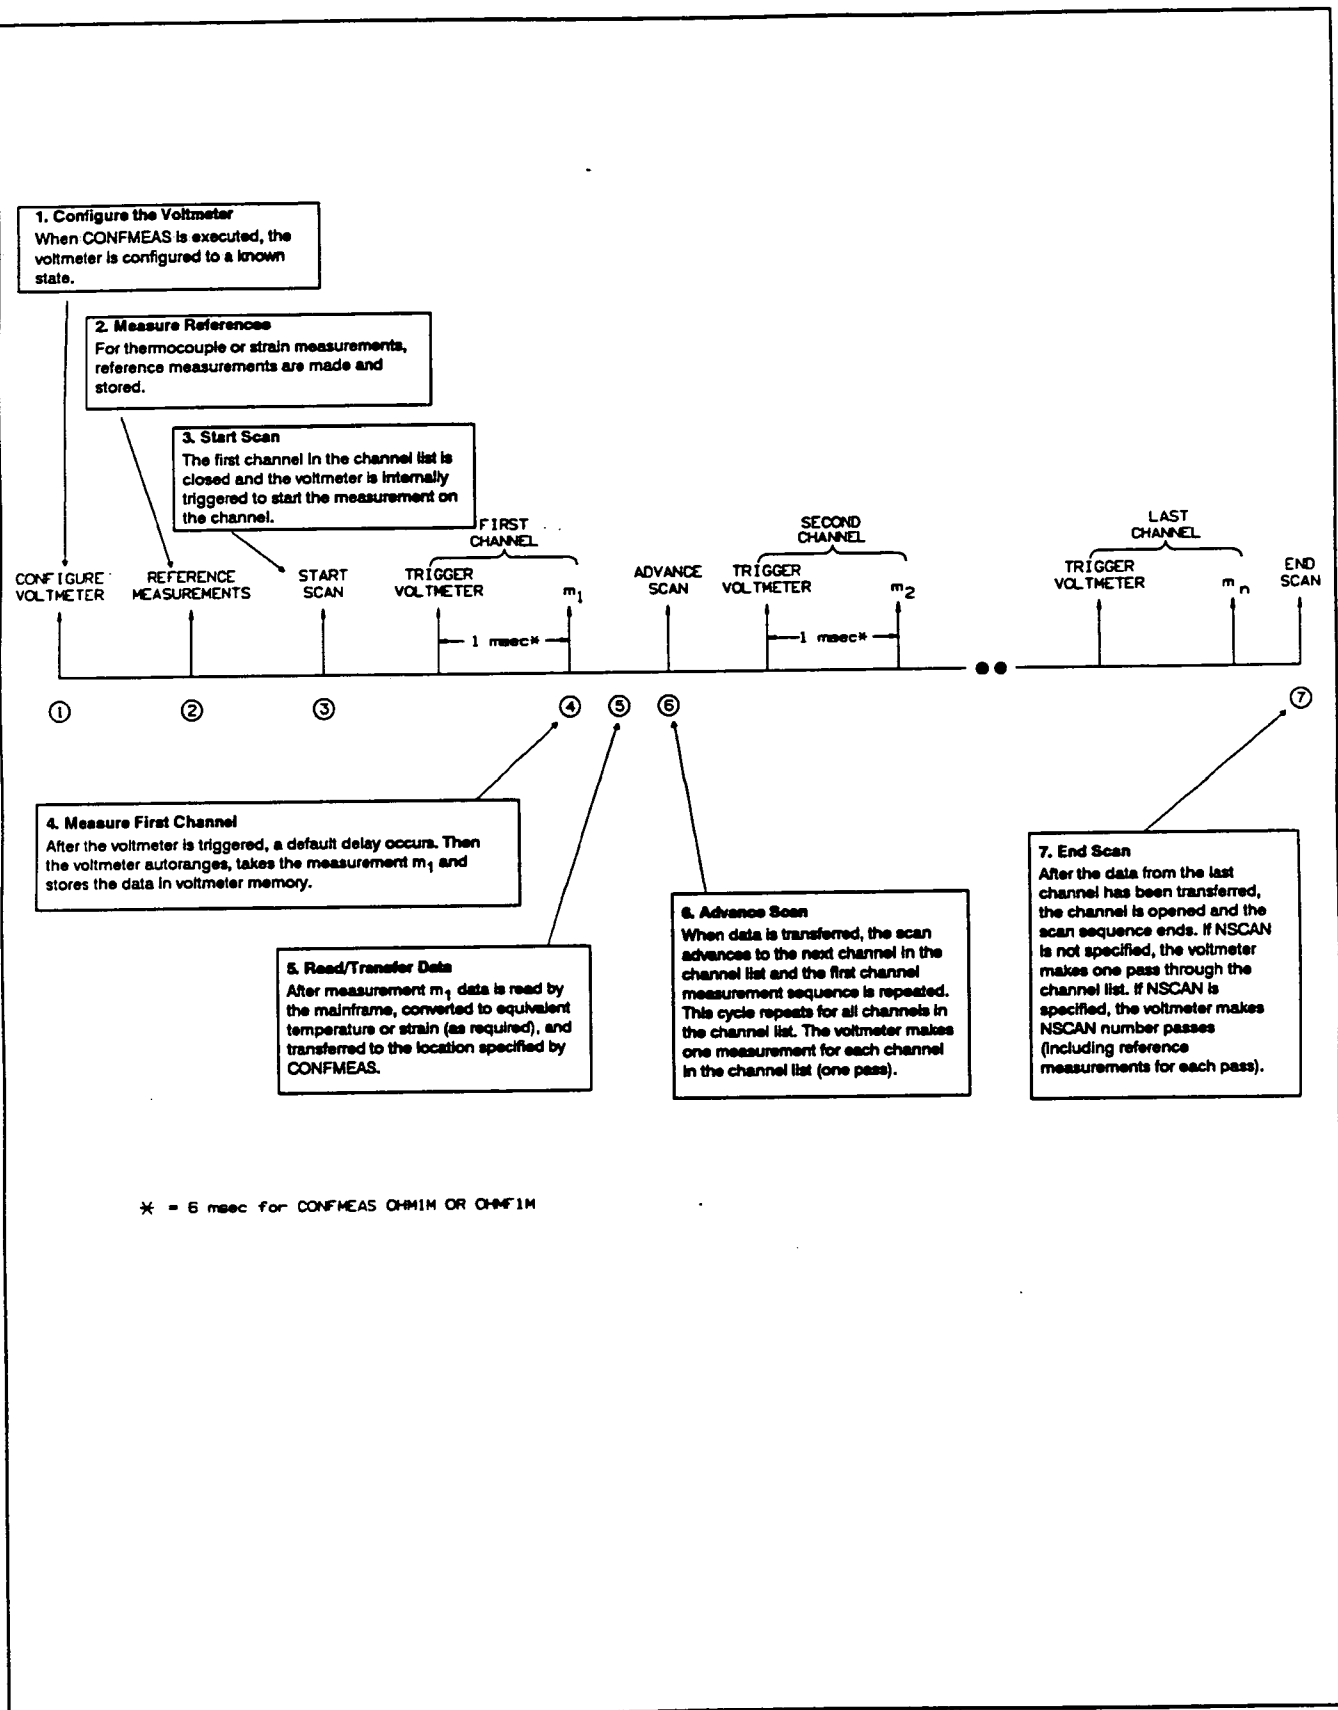 1. Configure the Voltmeter
When CONFMEAS is executed, the
voltmeter is configured to a known
state.
2. Measure References
For thermocouple or strain measurements,
reference measurements are made and
stored.
3. Start Scan
The first channel in the channel list is
closed and the voltmeter is internally
triggered to start the measurement on
the channel.
FIRST
CHANNEL
SECOND
CHANNEL
LAST
CHANNEL
CONFIGURE
VOLTMETER
REFERENCE
MEASUREMENTS
START
SCAN
TRIGGER
VOLTMETER
m1
ADVANCE
SCAN
TRIGGER
VOLTMETER
m2
TRIGGER
VOLTMETER
mn
END
SCAN
1 msec*
1 msec*
1 2 3 4 5 6 7
4. Measure First Channel
After the voltmeter is triggered, a default delay occurs. Then
the voltmeter autoranges, takes the measurement m1 and
stores the data in voltmeter memory.
5. Read/Transfer Data
After measurement m1 data is read by
the mainframe, converted to equivalent
temperature or strain (as required), and
transferred to the location specified by
CONFMEAS.
6. Advance Scan
When data is transferred, the scan
advances to the next channel in the
channel list and the first channel
measurement sequence is repeated.
This cycle repeats for all channels in
the channel list. The voltmeter makes
one measurement for each channel
in the channel list (one pass).
7. End Scan
After the data from the last
channel has been transferred,
the channel is opened and the
scan sequence ends. If NSCAN
is not specified, the voltmeter
makes one pass through the
channel list. If NSCAN is
specified, the voltmeter makes
NSCAN number passes
(including reference
measurements for each pass).
* = 6 msec for CONFMEAS OHM1M OR OHMF1M